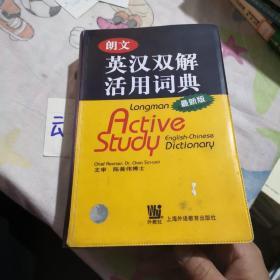 朗文
英汉双解
活用词典
最新版
Longman
Active
Study
English-Chinese
Dictionary
Chief Reviser: Dr. Chen Shanwei
主审：陈善伟博士
外教社
上海外语教育出版社
动